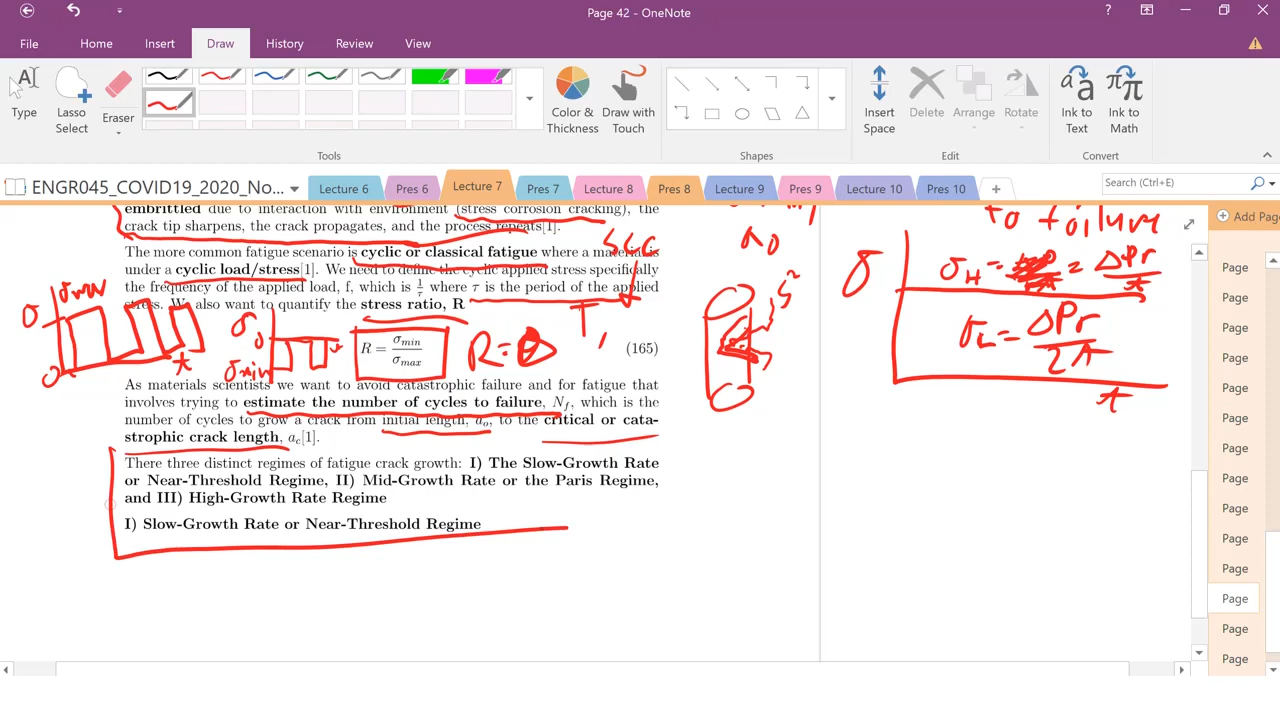 Page 42 - OneNote
File Home Insert Draw History Review View
Type
Lasso Select
Eraser
Color & Thickness
Draw with Touch
Insert Space
Delete
Arrange
Rotate
Ink to Text
Ink to Math
Tools
Shapes
Edit
Convert
ENGR045_COVID19_2020_No...
Lecture 6 Pres 6 Lecture 7 Pres 7 Lecture 8 Pres 8 Lecture 9 Pres 9 Lecture 10 Pres 10
Search (Ctrl+E)
Add Page
embrittled due to interaction with environment (stress corrosion cracking), the
crack tip sharpens, the crack propagates, and the process repeats[1].
SCC
The more common fatigue scenario is cyclic or classical fatigue where a material is
under a cyclic load/stress[1]. We need to define the cyclic applied stress specifically
the frequency of the applied load, f, which is 1/τ where τ is the period of the applied
stress. We also want to quantify the stress ratio, R
σ σmax
0 t
σ 0
σmin
R = σmin/σmax
R = 0
T,
(165)
As materials scientists we want to avoid catastrophic failure and for fatigue that
involves trying to estimate the number of cycles to failure, Nf, which is the
number of cycles to grow a crack from initial length, ao, to the critical or cata-
strophic crack length, ac[1].
There three distinct regimes of fatigue crack growth: I) The Slow-Growth Rate
or Near-Threshold Regime, II) Mid-Growth Rate or the Paris Regime,
and III) High-Growth Rate Regime
I) Slow-Growth Rate or Near-Threshold Regime
a0
to failure
σ
σH = = ΔPr/t
σL = ΔPr/2t
t
Page
Page
Page
Page
Page
Page
Page
Page
Page
Page
Page
Page
Page
Page